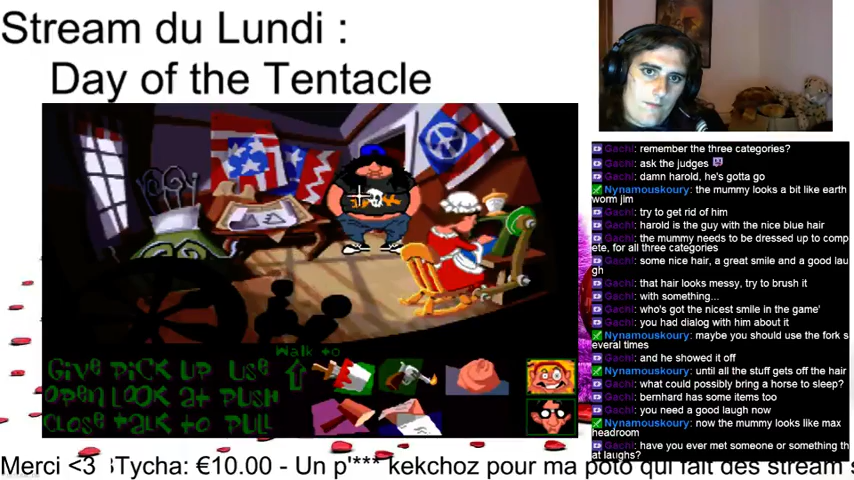 Stream du Lundi :
Day of the Tentacle
Gachi: remember the three categories?
Gachi: ask the judges
Gachi: damn harold, he's gotta go
Nynamouskoury: the mummy looks a bit like earth
worm jim
Gachi: try to get rid of him
Gachi: harold is the guy with the nice blue hair
Gachi: the mummy needs to be dressed up to comp
ete, for all three categories
Gachi: some nice hair, a great smile and a good lau
gh
Gachi: that hair looks messy, try to brush it
Gachi: with something...
Gachi: who's got the nicest smile in the game'
Gachi: you had dialog with him about it
Nynamouskoury: maybe you should use the fork s
everal times
Gachi: and he showed it off
Nynamouskoury: until all the stuff gets off the hair
Gachi: what could possibly bring a horse to sleep?
Gachi: bernhard has some items too
Gachi: you need a good laugh now
Nynamouskoury: now the mummy looks like max
headroom
Gachi: have you ever met someone or something th
at laughs?
Walk to
Give Pick up Use
Open Look at Push
Close Talk to Pull
Merci <3 Tycha: €10.00 - Un p'*** kekchoz pour ma poto qui fait des stream s